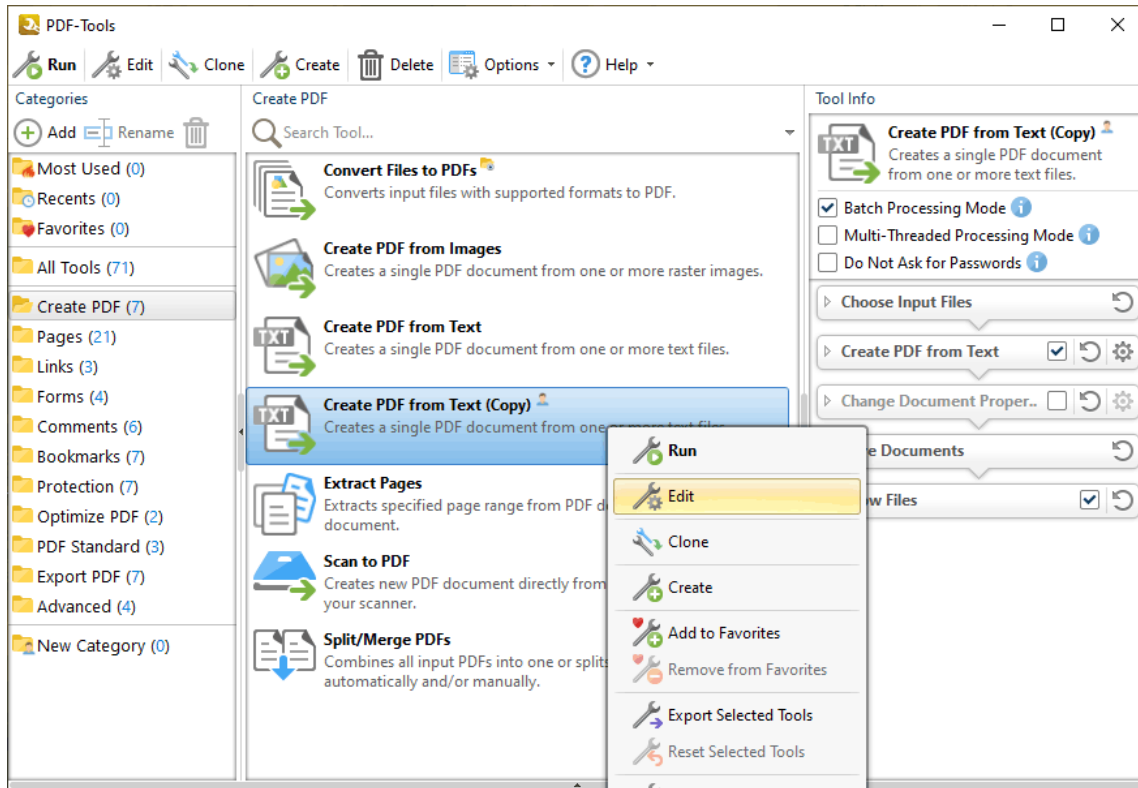 PDF-Tools
Run Edit Clone Create Delete Options Help
Categories
Add Rename
Most Used (0)
Recents (0)
Favorites (0)
All Tools (71)
Create PDF (7)
Pages (21)
Links (3)
Forms (4)
Comments (6)
Bookmarks (7)
Protection (7)
Optimize PDF (2)
PDF Standard (3)
Export PDF (7)
Advanced (4)
New Category (0)
Create PDF
Search Tool...
Convert Files to PDFs
Converts input files with supported formats to PDF.
Create PDF from Images
Creates a single PDF document from one or more raster images.
TXT
Create PDF from Text
Creates a single PDF document from one or more text files.
TXT
Create PDF from Text (Copy)
Creates a single PDF document from one or more text files.
Extract Pages
Extracts specified page range from PDF
document.
Scan to PDF
Creates new PDF document directly from
your scanner.
Split/Merge PDFs
Combines all input PDFs into one or splits
automatically and/or manually.
Run
Edit
Clone
Create
Add to Favorites
Remove from Favorites
Export Selected Tools
Reset Selected Tools
Tool Info
TXT
Create PDF from Text (Copy)
Creates a single PDF document
from one or more text files.
Batch Processing Mode
Multi-Threaded Processing Mode
Do Not Ask for Passwords
Choose Input Files
Create PDF from Text
Change Document Proper..
Documents
Files